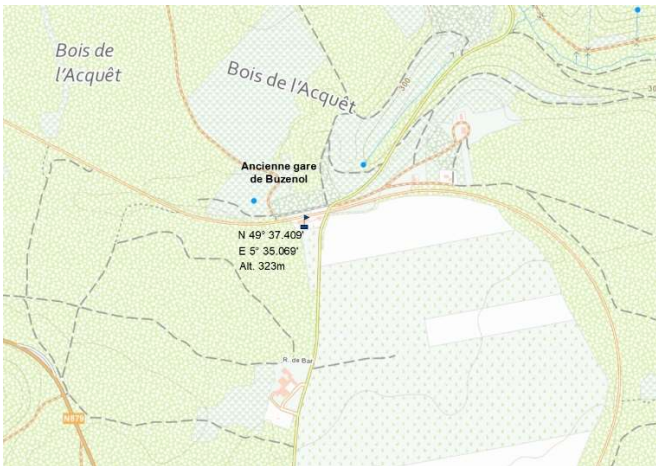 Bois de
l'Acquêt
Bois de l'Acquêt
300
Ancienne gare
de Buzenol
N 49° 37.409'
E 5° 35.069'
Alt. 323m
R. de Bar
N879